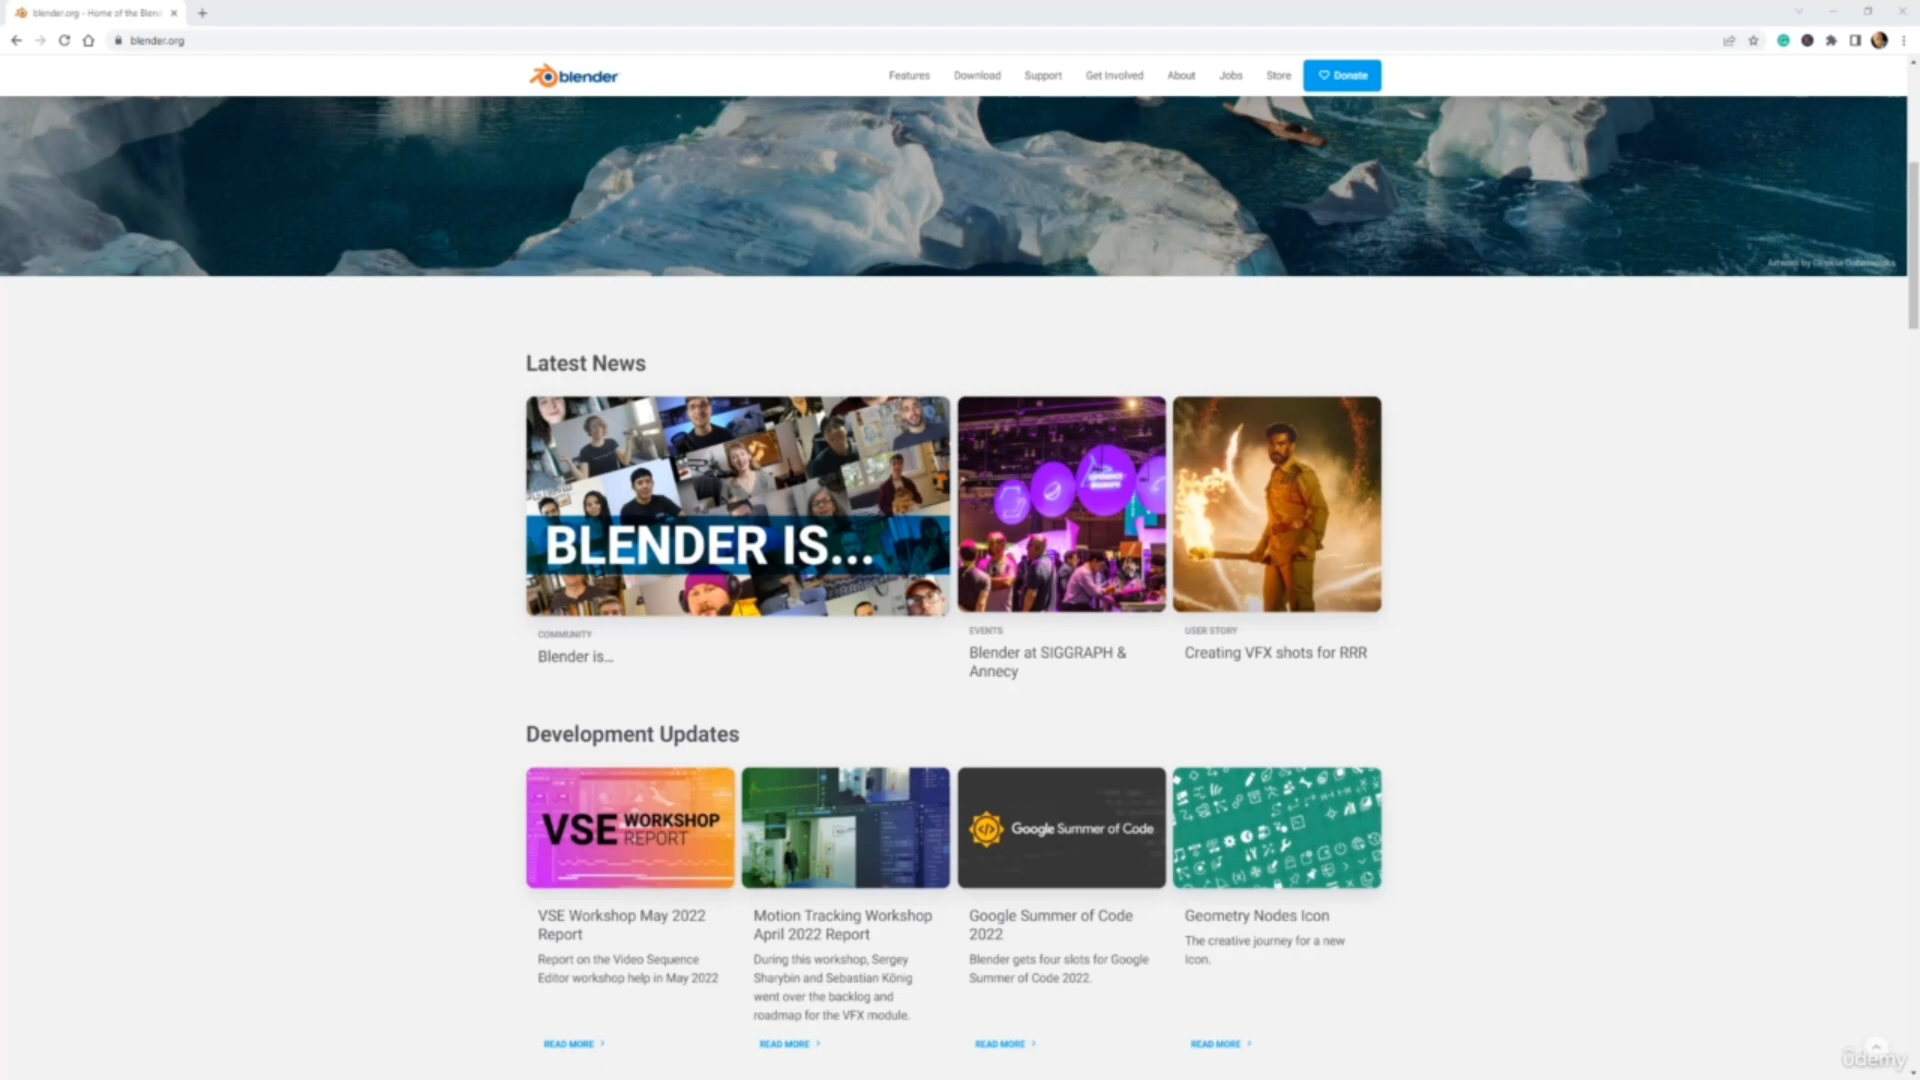 blender.org - Home of the Blend
blender.org
blender
Features Download Support Get Involved About Jobs Store Donate
Artwork by
Latest News
BLENDER IS...
EXPERIENCE
SIGGRAPH
COMMUNITY
Blender is...
EVENTS
Blender at SIGGRAPH &
Annecy
USER STORY
Creating VFX shots for RRR
Development Updates
VSE WORKSHOP
REPORT
Google Summer of Code
VSE Workshop May 2022
Report
Report on the Video Sequence
Editor workshop help in May 2022
READ MORE
Motion Tracking Workshop
April 2022 Report
During this workshop, Sergey
Sharybin and Sebastian König
went over the backlog and
roadmap for the VFX module.
READ MORE
Google Summer of Code
2022
Blender gets four slots for Google
Summer of Code 2022.
READ MORE
Geometry Nodes Icon
The creative journey for a new
Icon.
READ MORE
ûdemy